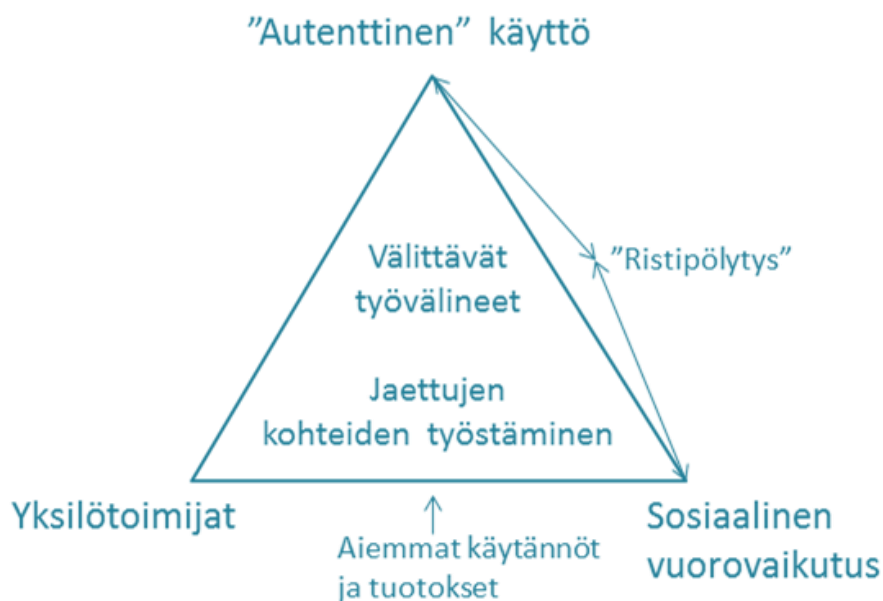 ”Autenttinen” käyttö
Välittävät
työvälineet
”Ristipölytys”
Jaettujen
kohteiden työstäminen
Yksilötoimijat
Aiemmat käytännöt
ja tuotokset
Sosiaalinen
vuorovaikutus